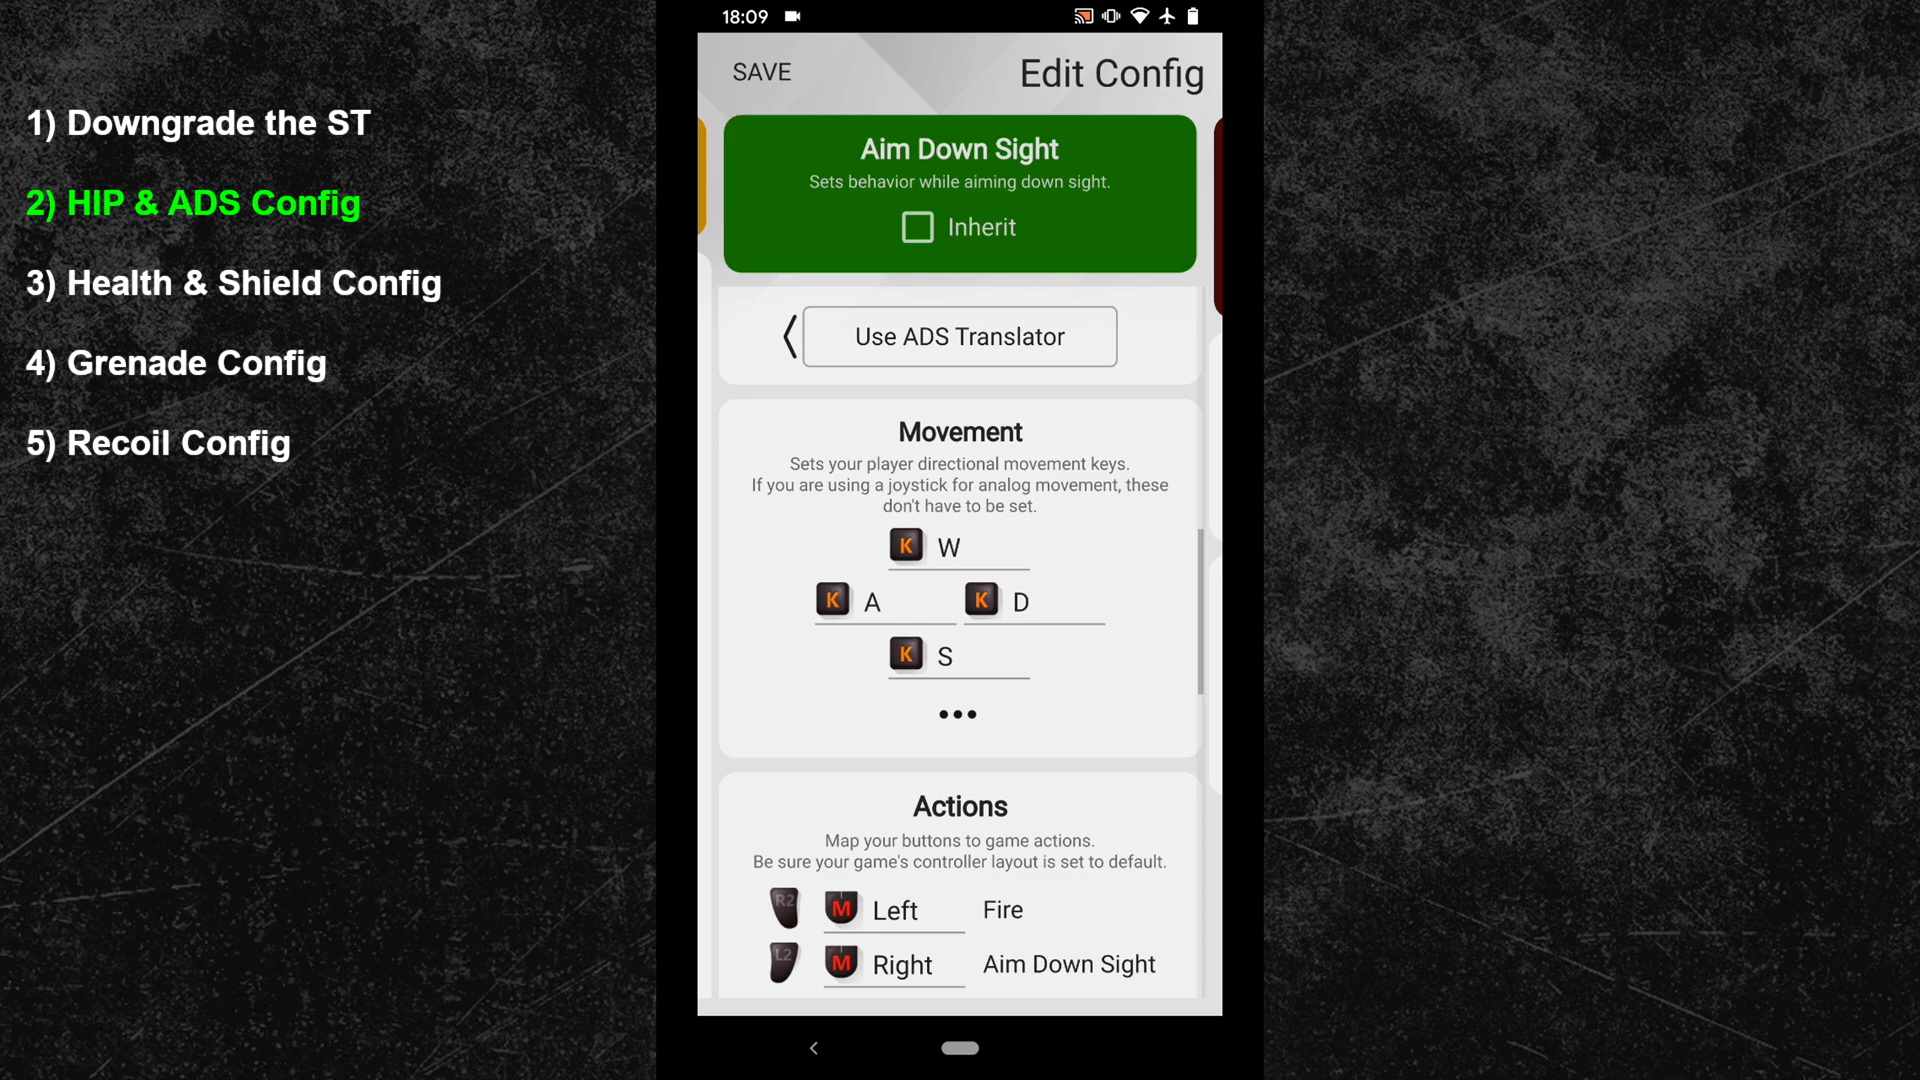 1) Downgrade the ST
2) HIP & ADS Config
3) Health & Shield Config
4) Grenade Config
5) Recoil Config
18:09
SAVE
Edit Config
Aim Down Sight
Sets behavior while aiming down sight.
Inherit
Use ADS Translator
Movement
Sets your player directional movement keys.
If you are using a joystick for analog movement, these
don't have to be set.
K W
K A K D
K S
•••
Actions
Map your buttons to game actions.
Be sure your game's controller layout is set to default.
R2 M Left Fire
L2 M Right Aim Down Sight